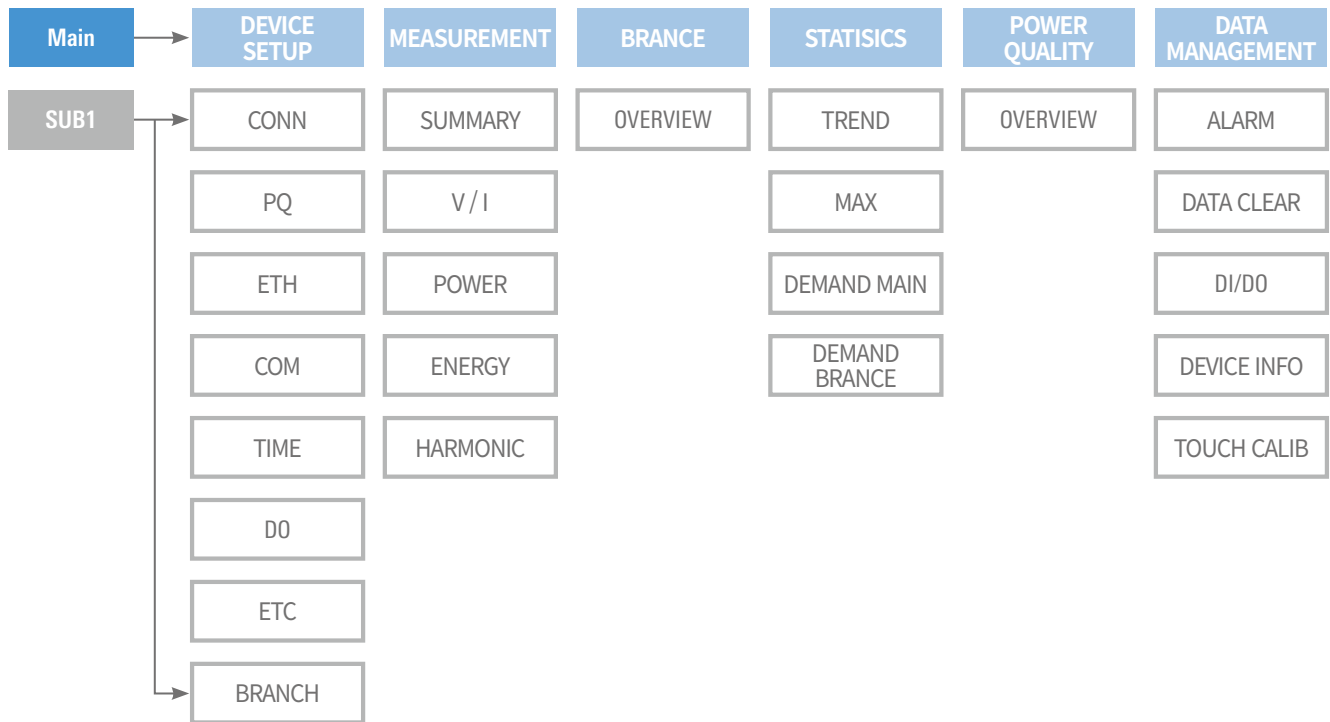 Main
DEVICE
SETUP
MEASUREMENT
BRANCE
STATISICS
POWER
QUALITY
DATA
MANAGEMENT
SUB1
CONN
SUMMARY
OVERVIEW
TREND
OVERVIEW
ALARM
PQ
V / I
MAX
DATA CLEAR
ETH
POWER
DEMAND MAIN
DI/DO
COM
ENERGY
DEMAND
BRANCE
DEVICE INFO
TIME
HARMONIC
TOUCH CALIB
DO
ETC
BRANCH